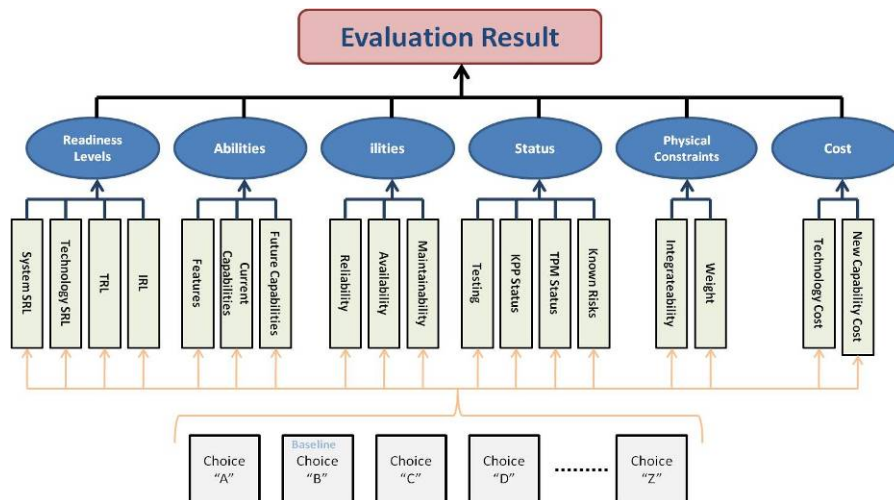 Evaluation Result
Readiness
Levels
Abilities
ilities
Status
Physical
Constraints
Cost
System SRL
Technology SRL
TRL
IRL
Features
Current
Capabilities
Future Capabilities
Reliability
Availability
Maintainability
Testing
KPP Status
TPM Status
Known Risks
Integrateability
Weight
Technology Cost
New Capability Cost
Choice
"A"
Baseline
Choice
"B"
Choice
"C"
Choice
"D"
Choice
"Z"